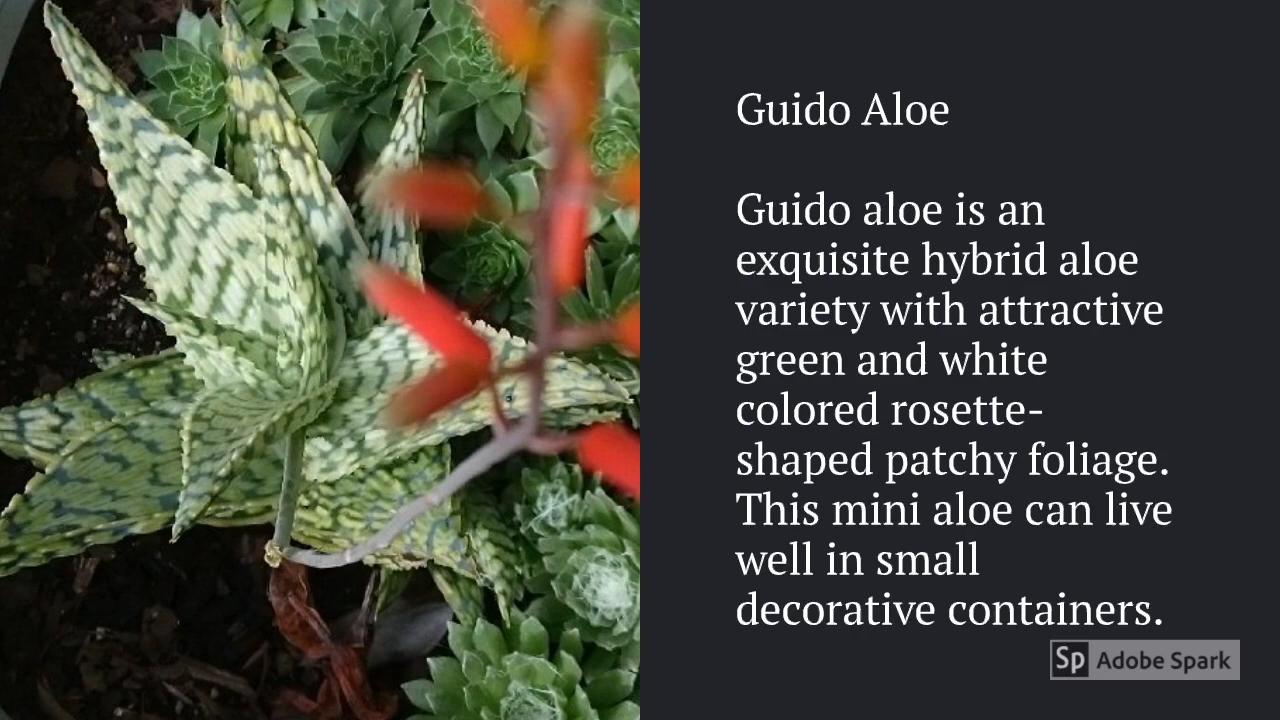 Guido Aloe
Guido aloe is an
exquisite hybrid aloe
variety with attractive
green and white
colored rosette-
shaped patchy foliage.
This mini aloe can live
well in small
decorative containers.
Sp Adobe Spark